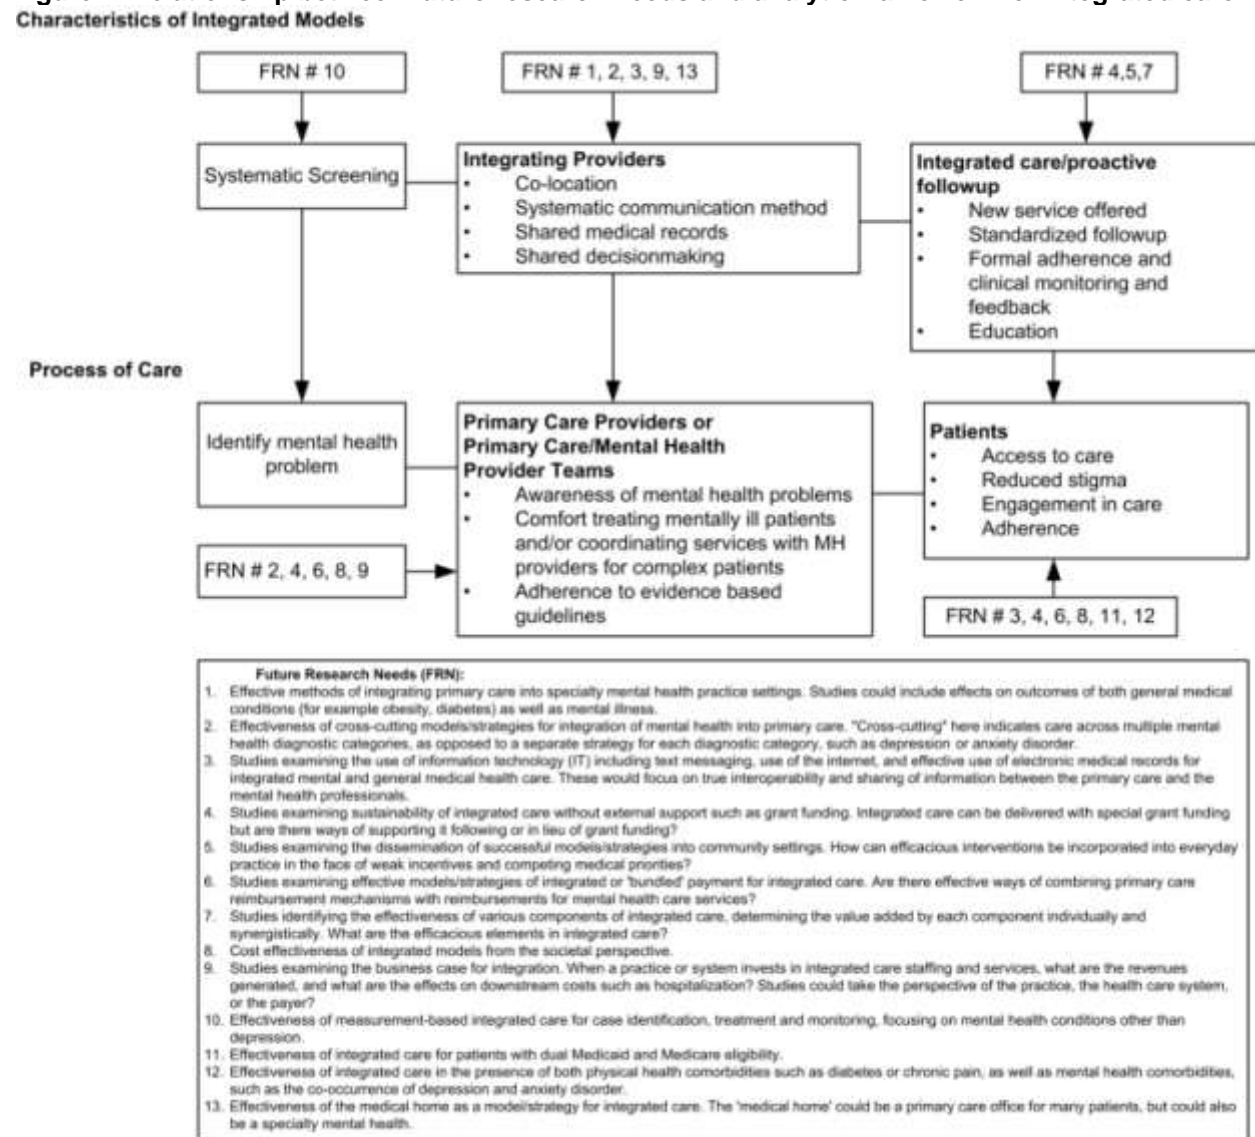 Characteristics of Integrated Models
FRN # 10
FRN # 1, 2, 3, 9, 13
FRN # 4,5,7
Systematic Screening
Integrating Providers
• Co-location
• Systematic communication method
• Shared medical records
• Shared decisionmaking
Integrated care/proactive
followup
• New service offered
• Standardized followup
• Formal adherence and
clinical monitoring and
feedback
• Education
Process of Care
Identify mental health
problem
Primary Care Providers or
Primary Care/Mental Health
Provider Teams
• Awareness of mental health problems
• Comfort treating mentally ill patients
and/or coordinating services with MH
providers for complex patients
• Adherence to evidence based
guidelines
Patients
• Access to care
• Reduced stigma
• Engagement in care
• Adherence
FRN # 2, 4, 6, 8, 9
FRN # 3, 4, 6, 8, 11, 12
Future Research Needs (FRN):
1. Effective methods of integrating primary care into specialty mental health practice settings. Studies could include effects on outcomes of both general medical
conditions (for example obesity, diabetes) as well as mental illness.
2. Effectiveness of cross-cutting models/strategies for integration of mental health into primary care. "Cross-cutting" here indicates care across multiple mental
health diagnostic categories, as opposed to a separate strategy for each diagnostic category, such as depression or anxiety disorder.
3. Studies examining the use of information technology (IT) including text messaging, use of the internet, and effective use of electronic medical records for
integrated mental and general medical health care. These would focus on true interoperability and sharing of information between the primary care and the
mental health professionals.
4. Studies examining sustainability of integrated care without external support such as grant funding. Integrated care can be delivered with special grant funding
but are there ways of supporting it following or in lieu of grant funding?
5. Studies examining the dissemination of successful models/strategies into community settings. How can efficacious interventions be incorporated into everyday
practice in the face of weak incentives and competing medical priorities?
6. Studies examining effective models/strategies of integrated or 'bundled' payment for integrated care. Are there effective ways of combining primary care
reimbursement mechanisms with reimbursements for mental health care services?
7. Studies identifying the effectiveness of various components of integrated care, determining the value added by each component individually and
synergistically. What are the efficacious elements in integrated care?
8. Cost effectiveness of integrated models from the societal perspective.
9. Studies examining the business case for integration. When a practice or system invests in integrated care staffing and services, what are the revenues
generated, and what are the effects on downstream costs such as hospitalization? Studies could take the perspective of the practice, the health care system,
or the payer?
10. Effectiveness of measurement-based integrated care for case identification, treatment and monitoring, focusing on mental health conditions other than
depression.
11. Effectiveness of integrated care for patients with dual Medicaid and Medicare eligibility.
12. Effectiveness of integrated care in the presence of both physical health comorbidities such as diabetes or chronic pain, as well as mental health comorbidities,
such as the co-occurrence of depression and anxiety disorder.
13. Effectiveness of the medical home as a model/strategy for integrated care. The 'medical home' could be a primary care office for many patients, but could also
be a specialty mental health.